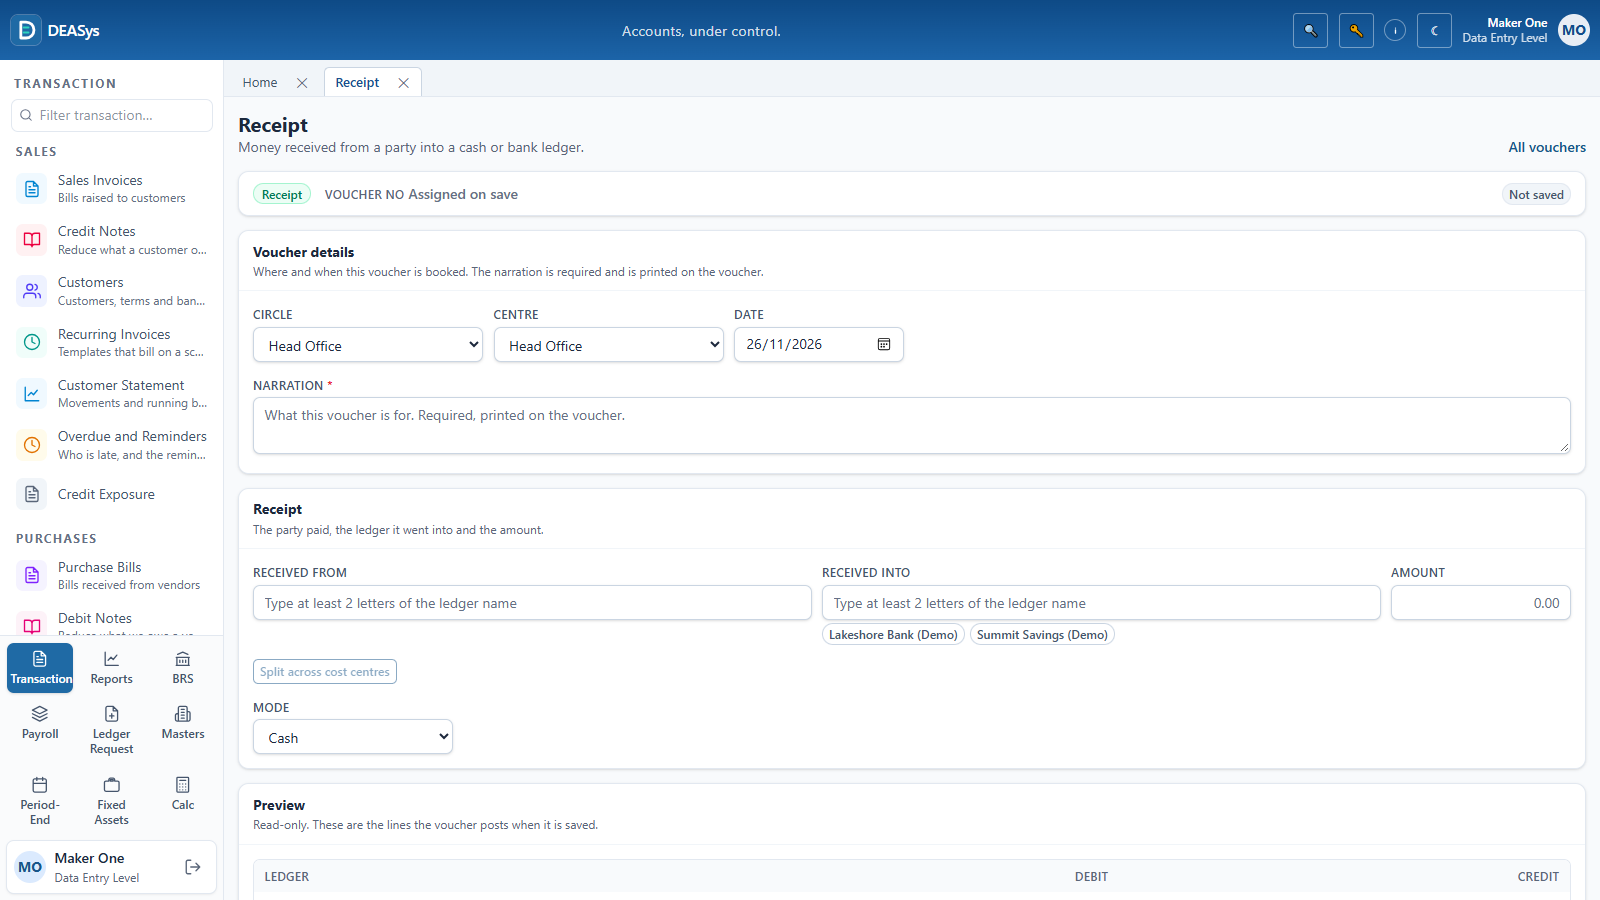 DEASys
Accounts, under control.
Maker One
Data Entry Level
MO
TRANSACTION
Filter transaction...
SALES
Sales Invoices
Bills raised to customers
Credit Notes
Reduce what a customer o...
Customers
Customers, terms and ban...
Recurring Invoices
Templates that bill on a sc...
Customer Statement
Movements and running b...
Overdue and Reminders
Who is late, and the remin...
Credit Exposure
PURCHASES
Purchase Bills
Bills received from vendors
Debit Notes
Transaction
Reports
BRS
Payroll
Ledger Request
Masters
Period-End
Fixed Assets
Calc
MO
Maker One
Data Entry Level
Home
Receipt
Receipt
Money received from a party into a cash or bank ledger.
All vouchers
Receipt VOUCHER NO Assigned on save
Not saved
Voucher details
Where and when this voucher is booked. The narration is required and is printed on the voucher.
CIRCLE CENTRE DATE
Head Office Head Office 26/11/2026
NARRATION *
What this voucher is for. Required, printed on the voucher.
Receipt
The party paid, the ledger it went into and the amount.
RECEIVED FROM RECEIVED INTO AMOUNT
Type at least 2 letters of the ledger name Type at least 2 letters of the ledger name 0.00
Lakeshore Bank (Demo) Summit Savings (Demo)
Split across cost centres
MODE
Cash
Preview
Read-only. These are the lines the voucher posts when it is saved.
LEDGER DEBIT CREDIT